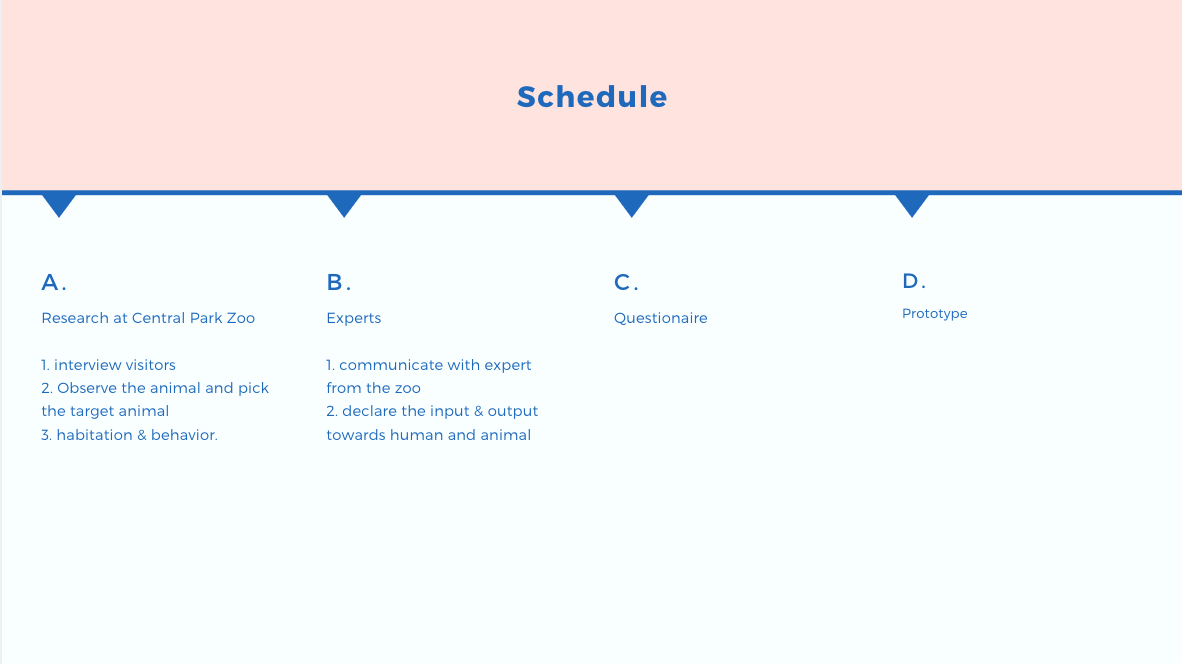 Schedule
A.
Research at Central Park Zoo
1. interview visitors
2. Observe the animal and pick
the target animal
3. habitation & behavior.
B.
Experts
1. communicate with expert
from the zoo
2. declare the input & output
towards human and animal
C.
Questionaire
D.
Prototype